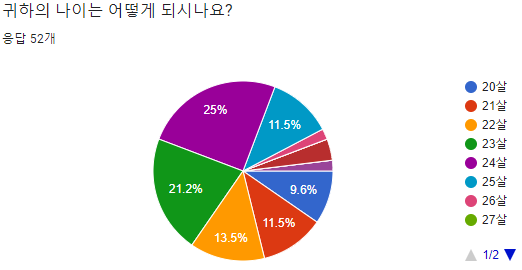 귀하의 나이는 어떻게 되시나요?
응답 52개
25%
11.5%
21.2%
9.6%
11.5%
13.5%
20살
21살
22살
23살
24살
25살
26살
27살
1/2